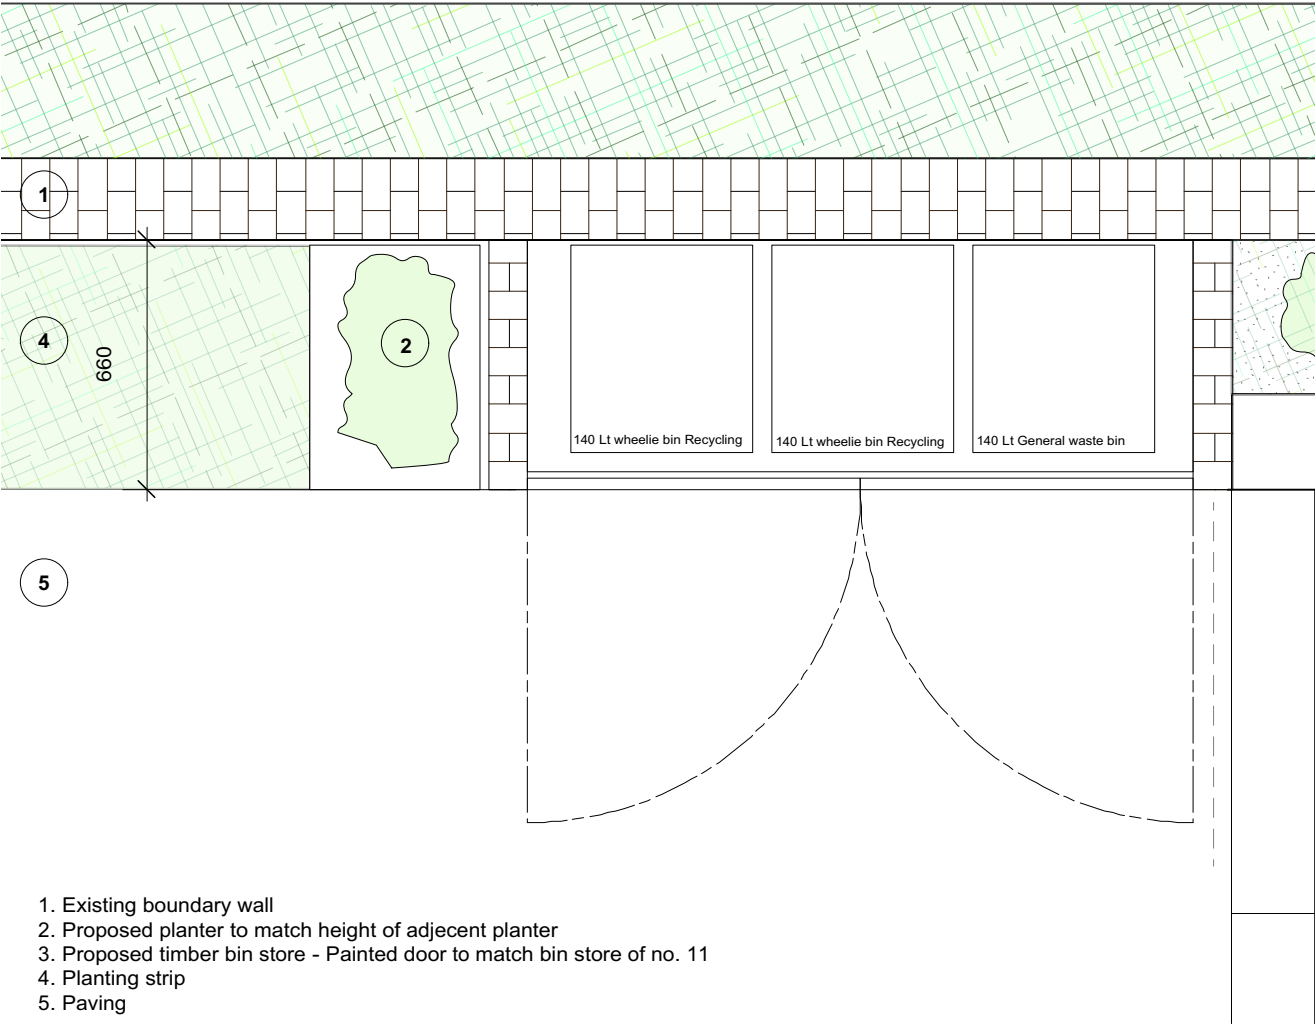 1
4
660
2
140 Lt wheelie bin Recycling
140 Lt wheelie bin Recycling
140 Lt General waste bin
5
1. Existing boundary wall
2. Proposed planter to match height of adjecent planter
3. Proposed timber bin store - Painted door to match bin store of no. 11
4. Planting strip
5. Paving